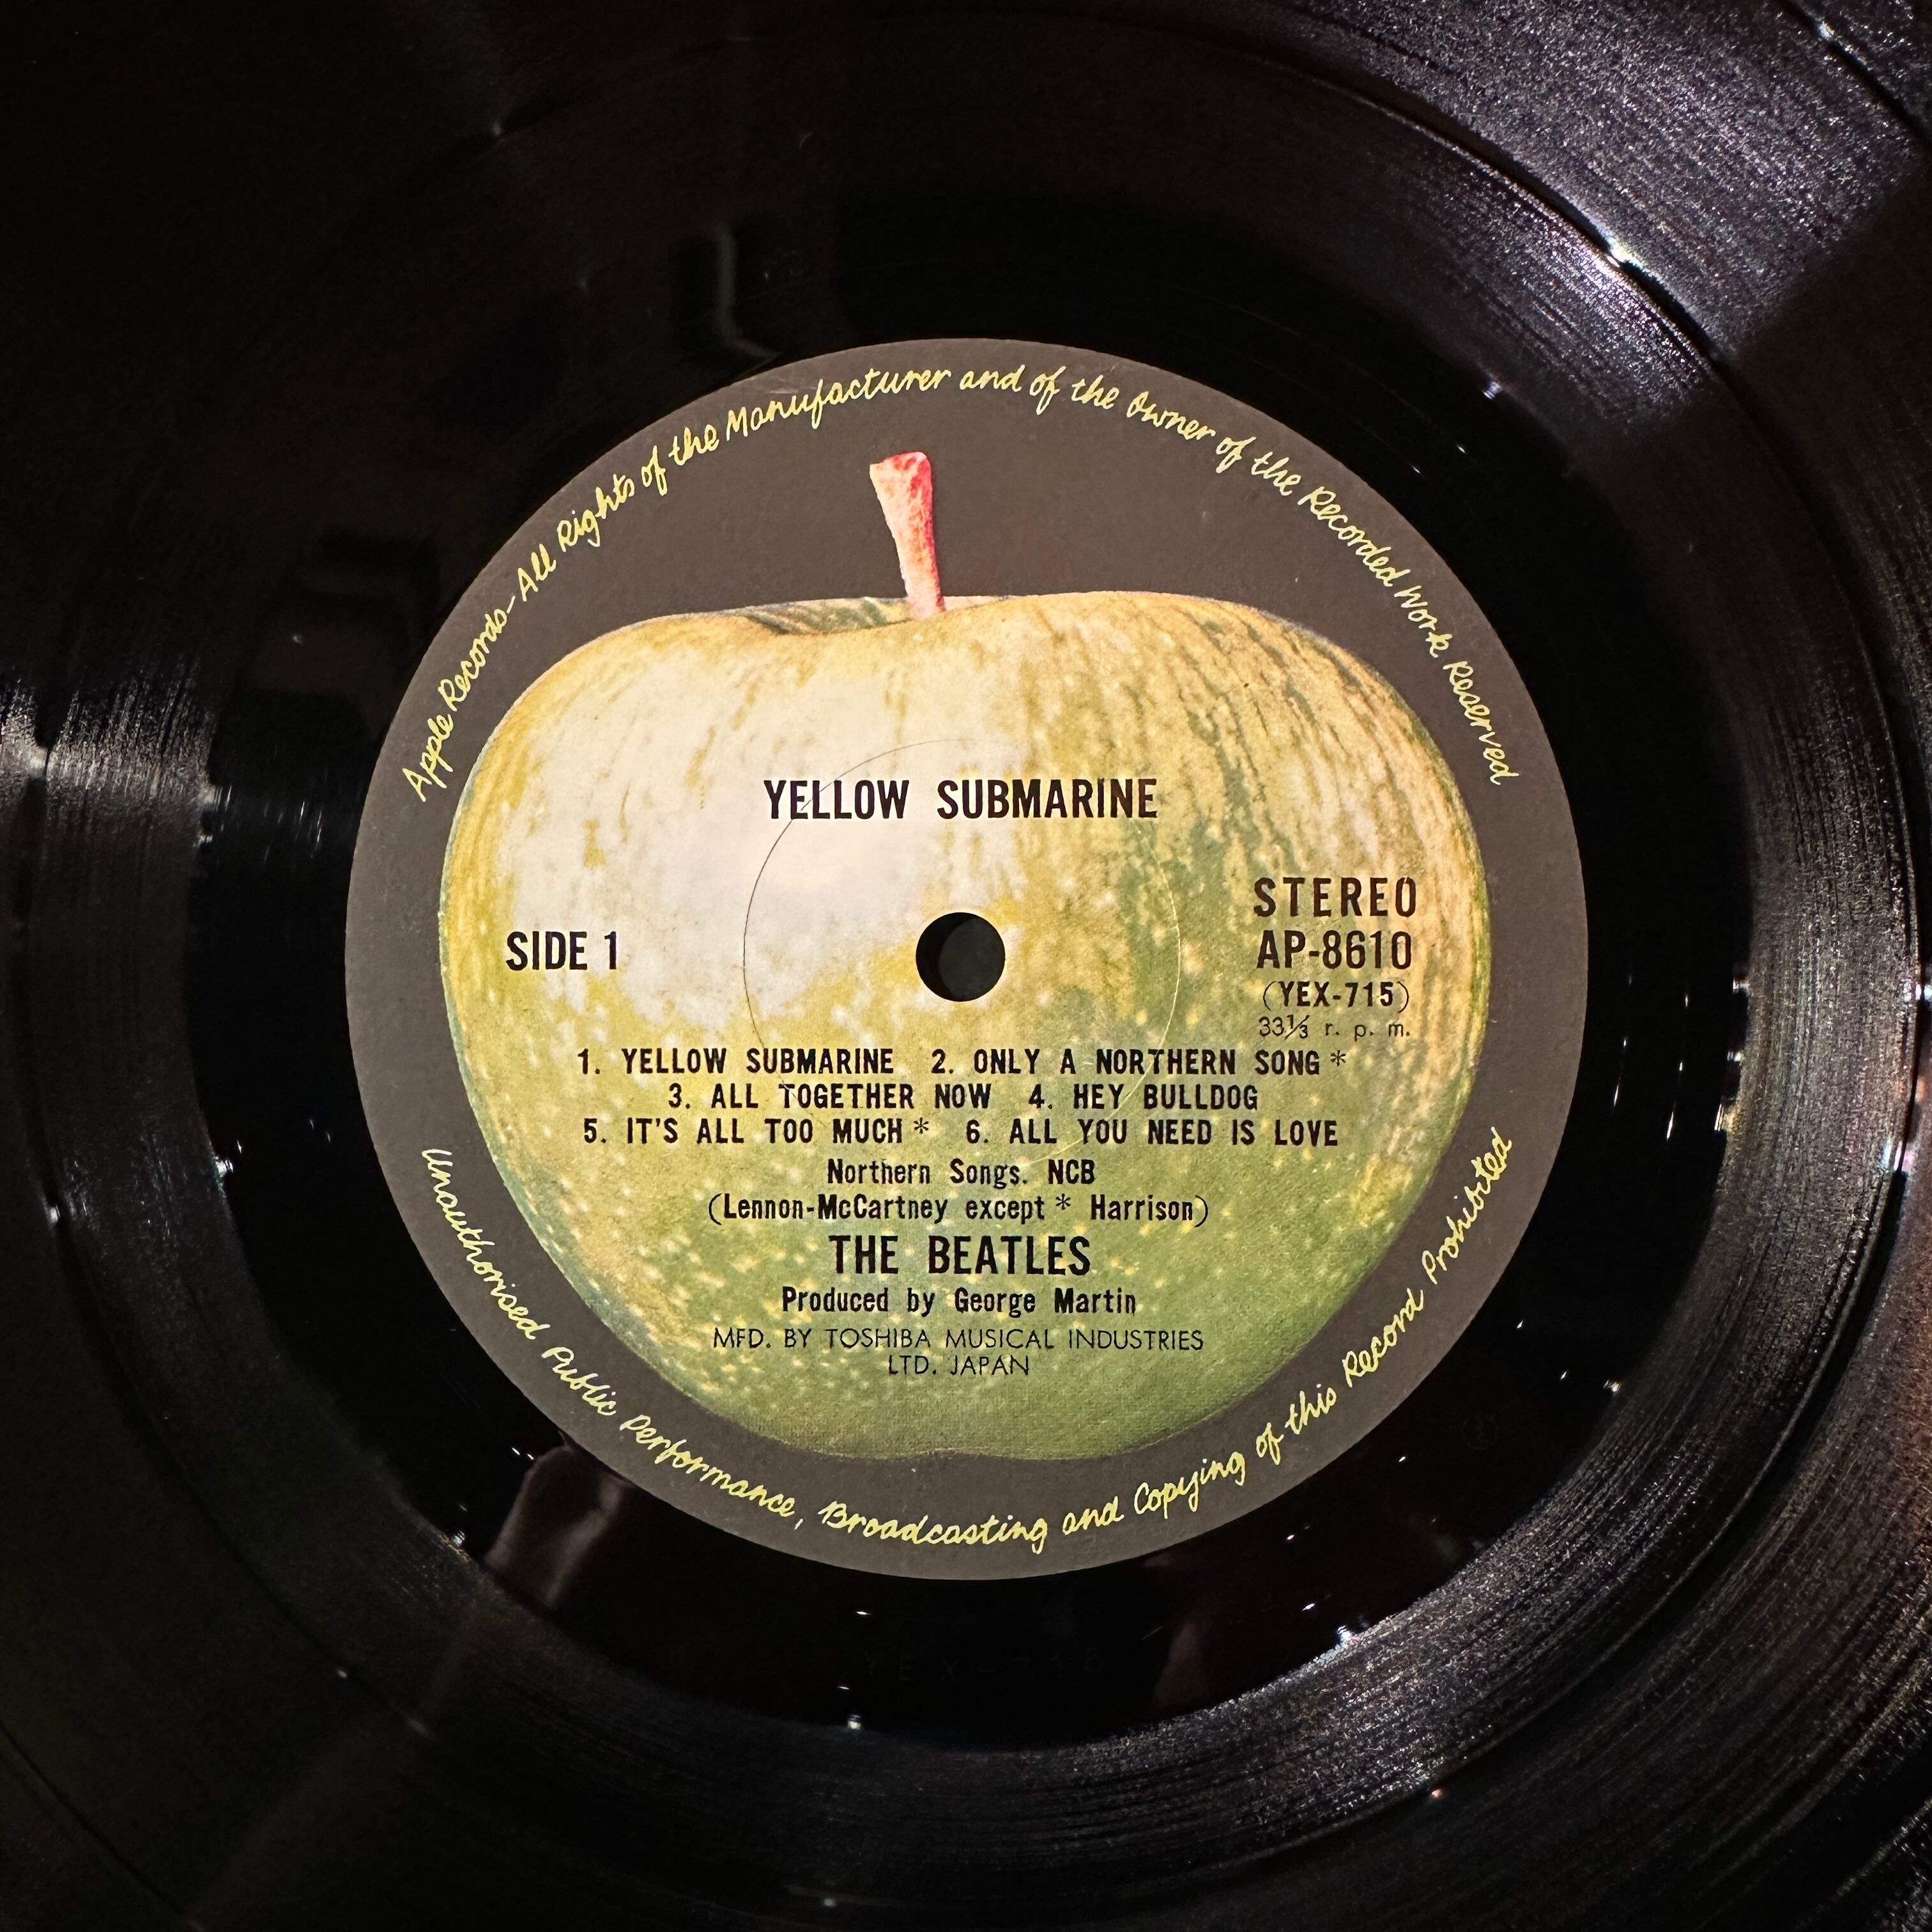 Apple Records-All Rights of the Manufacturer and of the Owner of the Recorded Work Reserved
YELLOW SUBMARINE
STEREO
SIDE 1
AP-8610
(YEX-715)
33⅓ r. p. m.
1. YELLOW SUBMARINE 2. ONLY A NORTHERN SONG *
3. ALL TOGETHER NOW 4. HEY BULLDOG
5. IT'S ALL TOO MUCH * 6. ALL YOU NEED IS LOVE
Northern Songs. NCB
(Lennon-McCartney except * Harrison)
THE BEATLES
Produced by George Martin
MFD. BY TOSHIBA MUSICAL INDUSTRIES
LTD. JAPAN
Unauthorised Public Performance, Broadcasting and Copying of this Record Prohibited